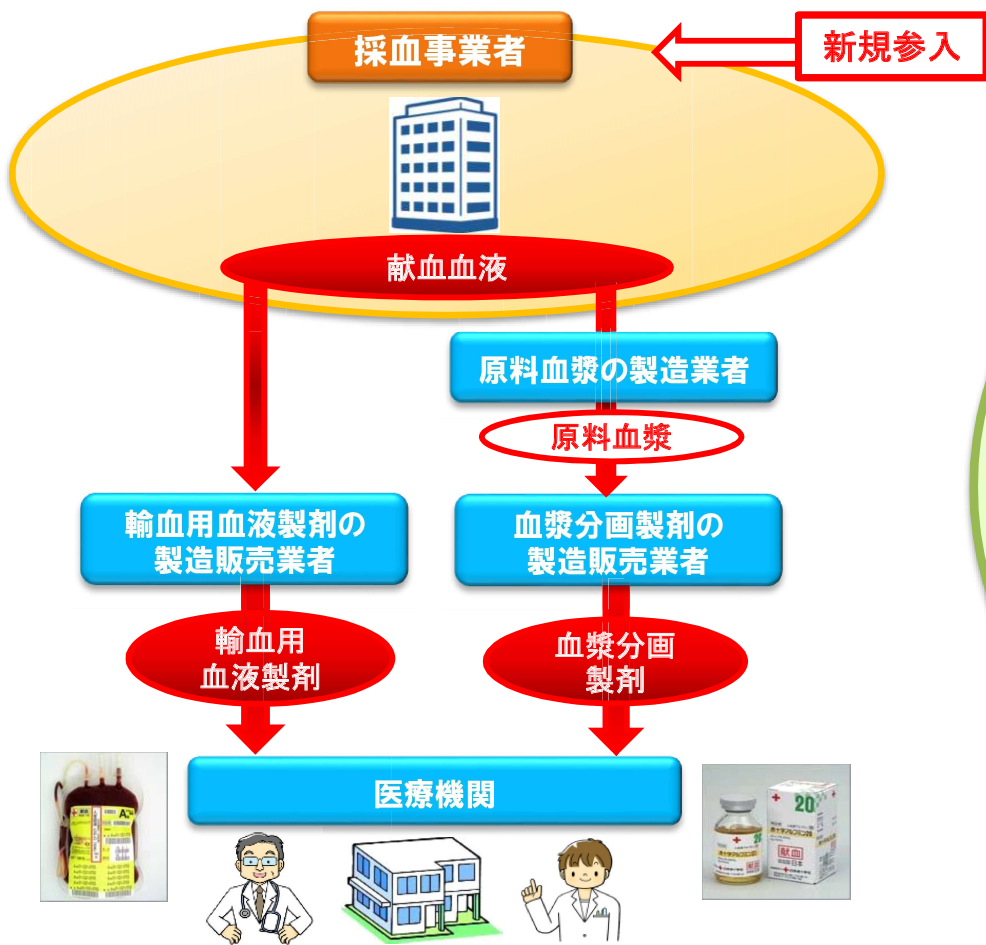 採血事業者
新規参入
献血血液
原料血漿の製造業者
原料血漿
輸血用血液製剤の
製造販売業者
血漿分画製剤の
製造販売業者
輸血用
血液製剤
血漿分画
製剤
医療機関
A
20
献血
日本